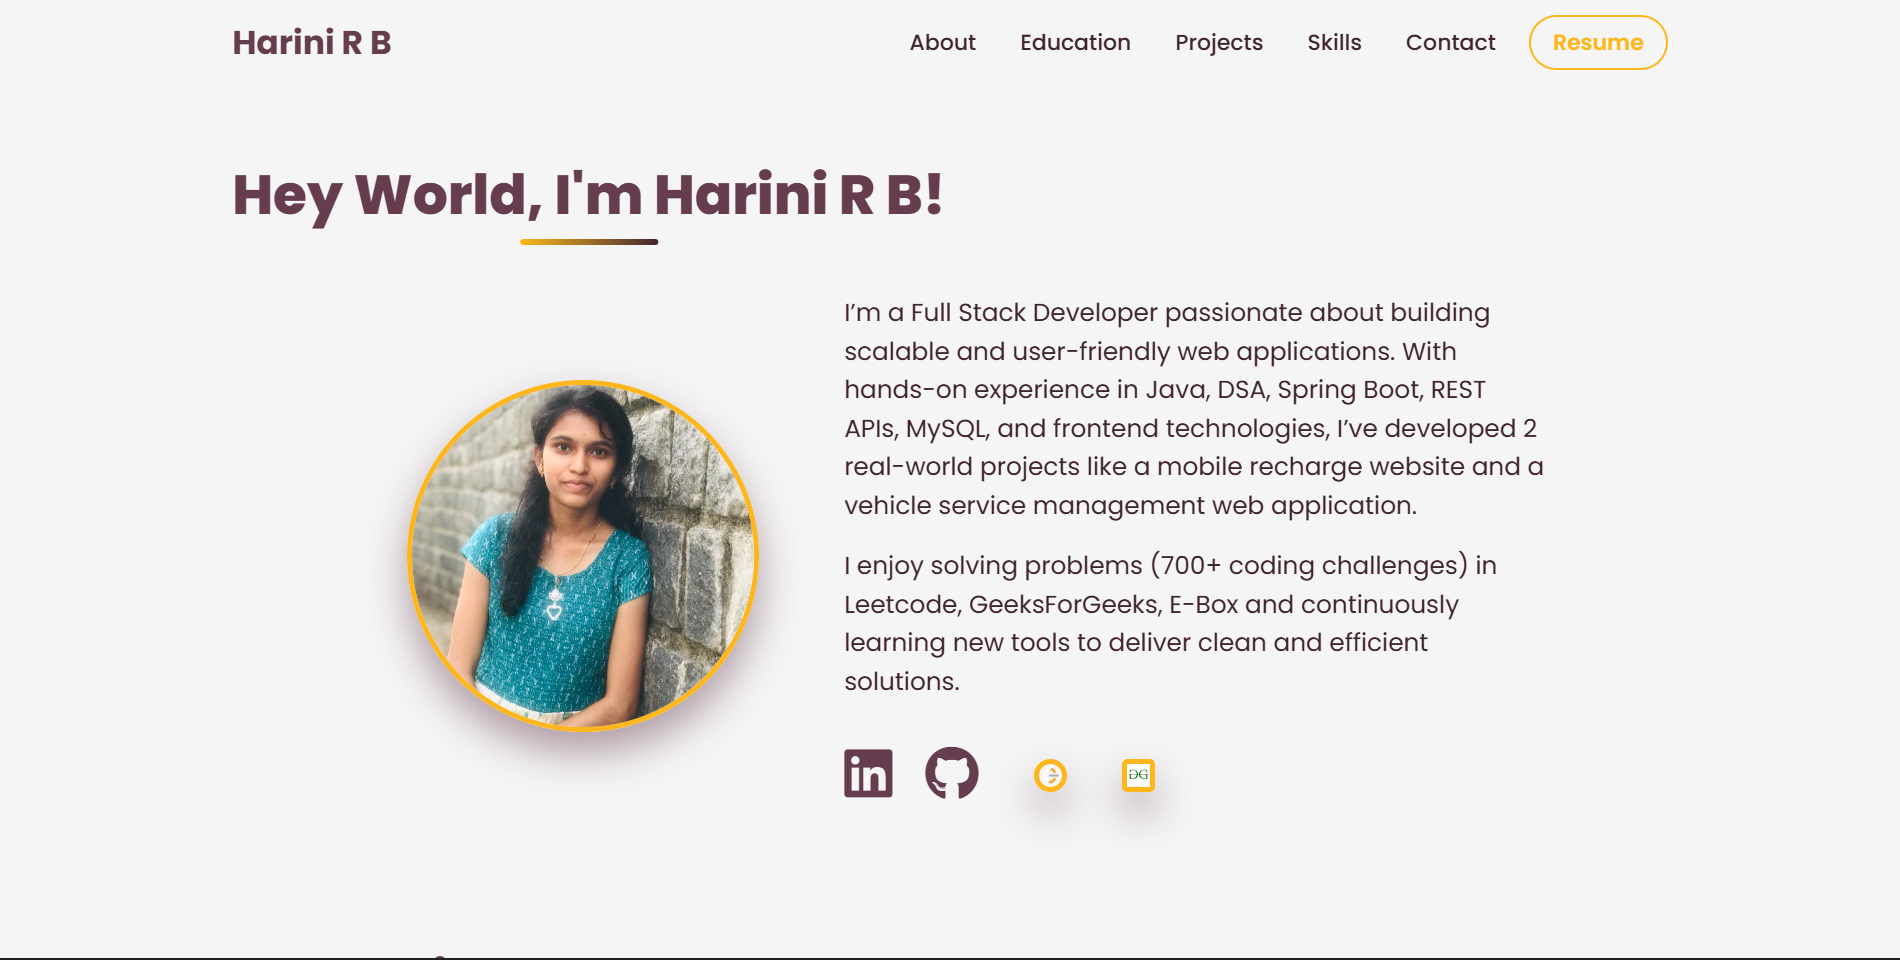 Harini R B
About Education Projects Skills Contact Resume
Hey World, I'm Harini R B!
I’m a Full Stack Developer passionate about building
scalable and user-friendly web applications. With
hands-on experience in Java, DSA, Spring Boot, REST
APIs, MySQL, and frontend technologies, I’ve developed 2
real-world projects like a mobile recharge website and a
vehicle service management web application.
I enjoy solving problems (700+ coding challenges) in
Leetcode, GeeksForGeeks, E-Box and continuously
learning new tools to deliver clean and efficient
solutions.
in